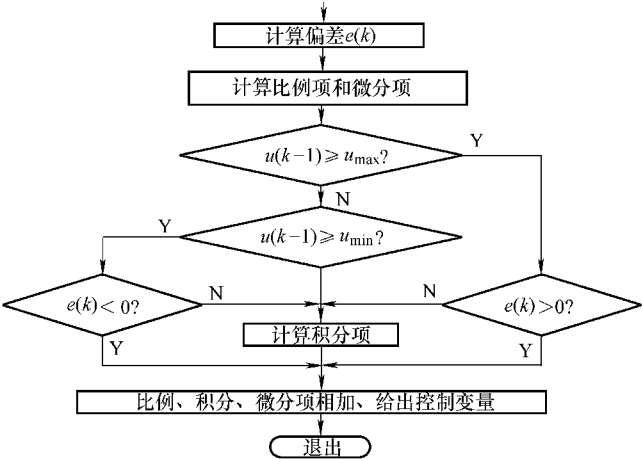 计算偏差e(k)
计算比例项和微分项
Y
u(k−1)≥umax?
N
Y
u(k−1)≥umin?
e(k)<0?
N
N
e(k)>0?
计算积分项
Y
Y
比例、积分、微分项相加、给出控制变量
退出